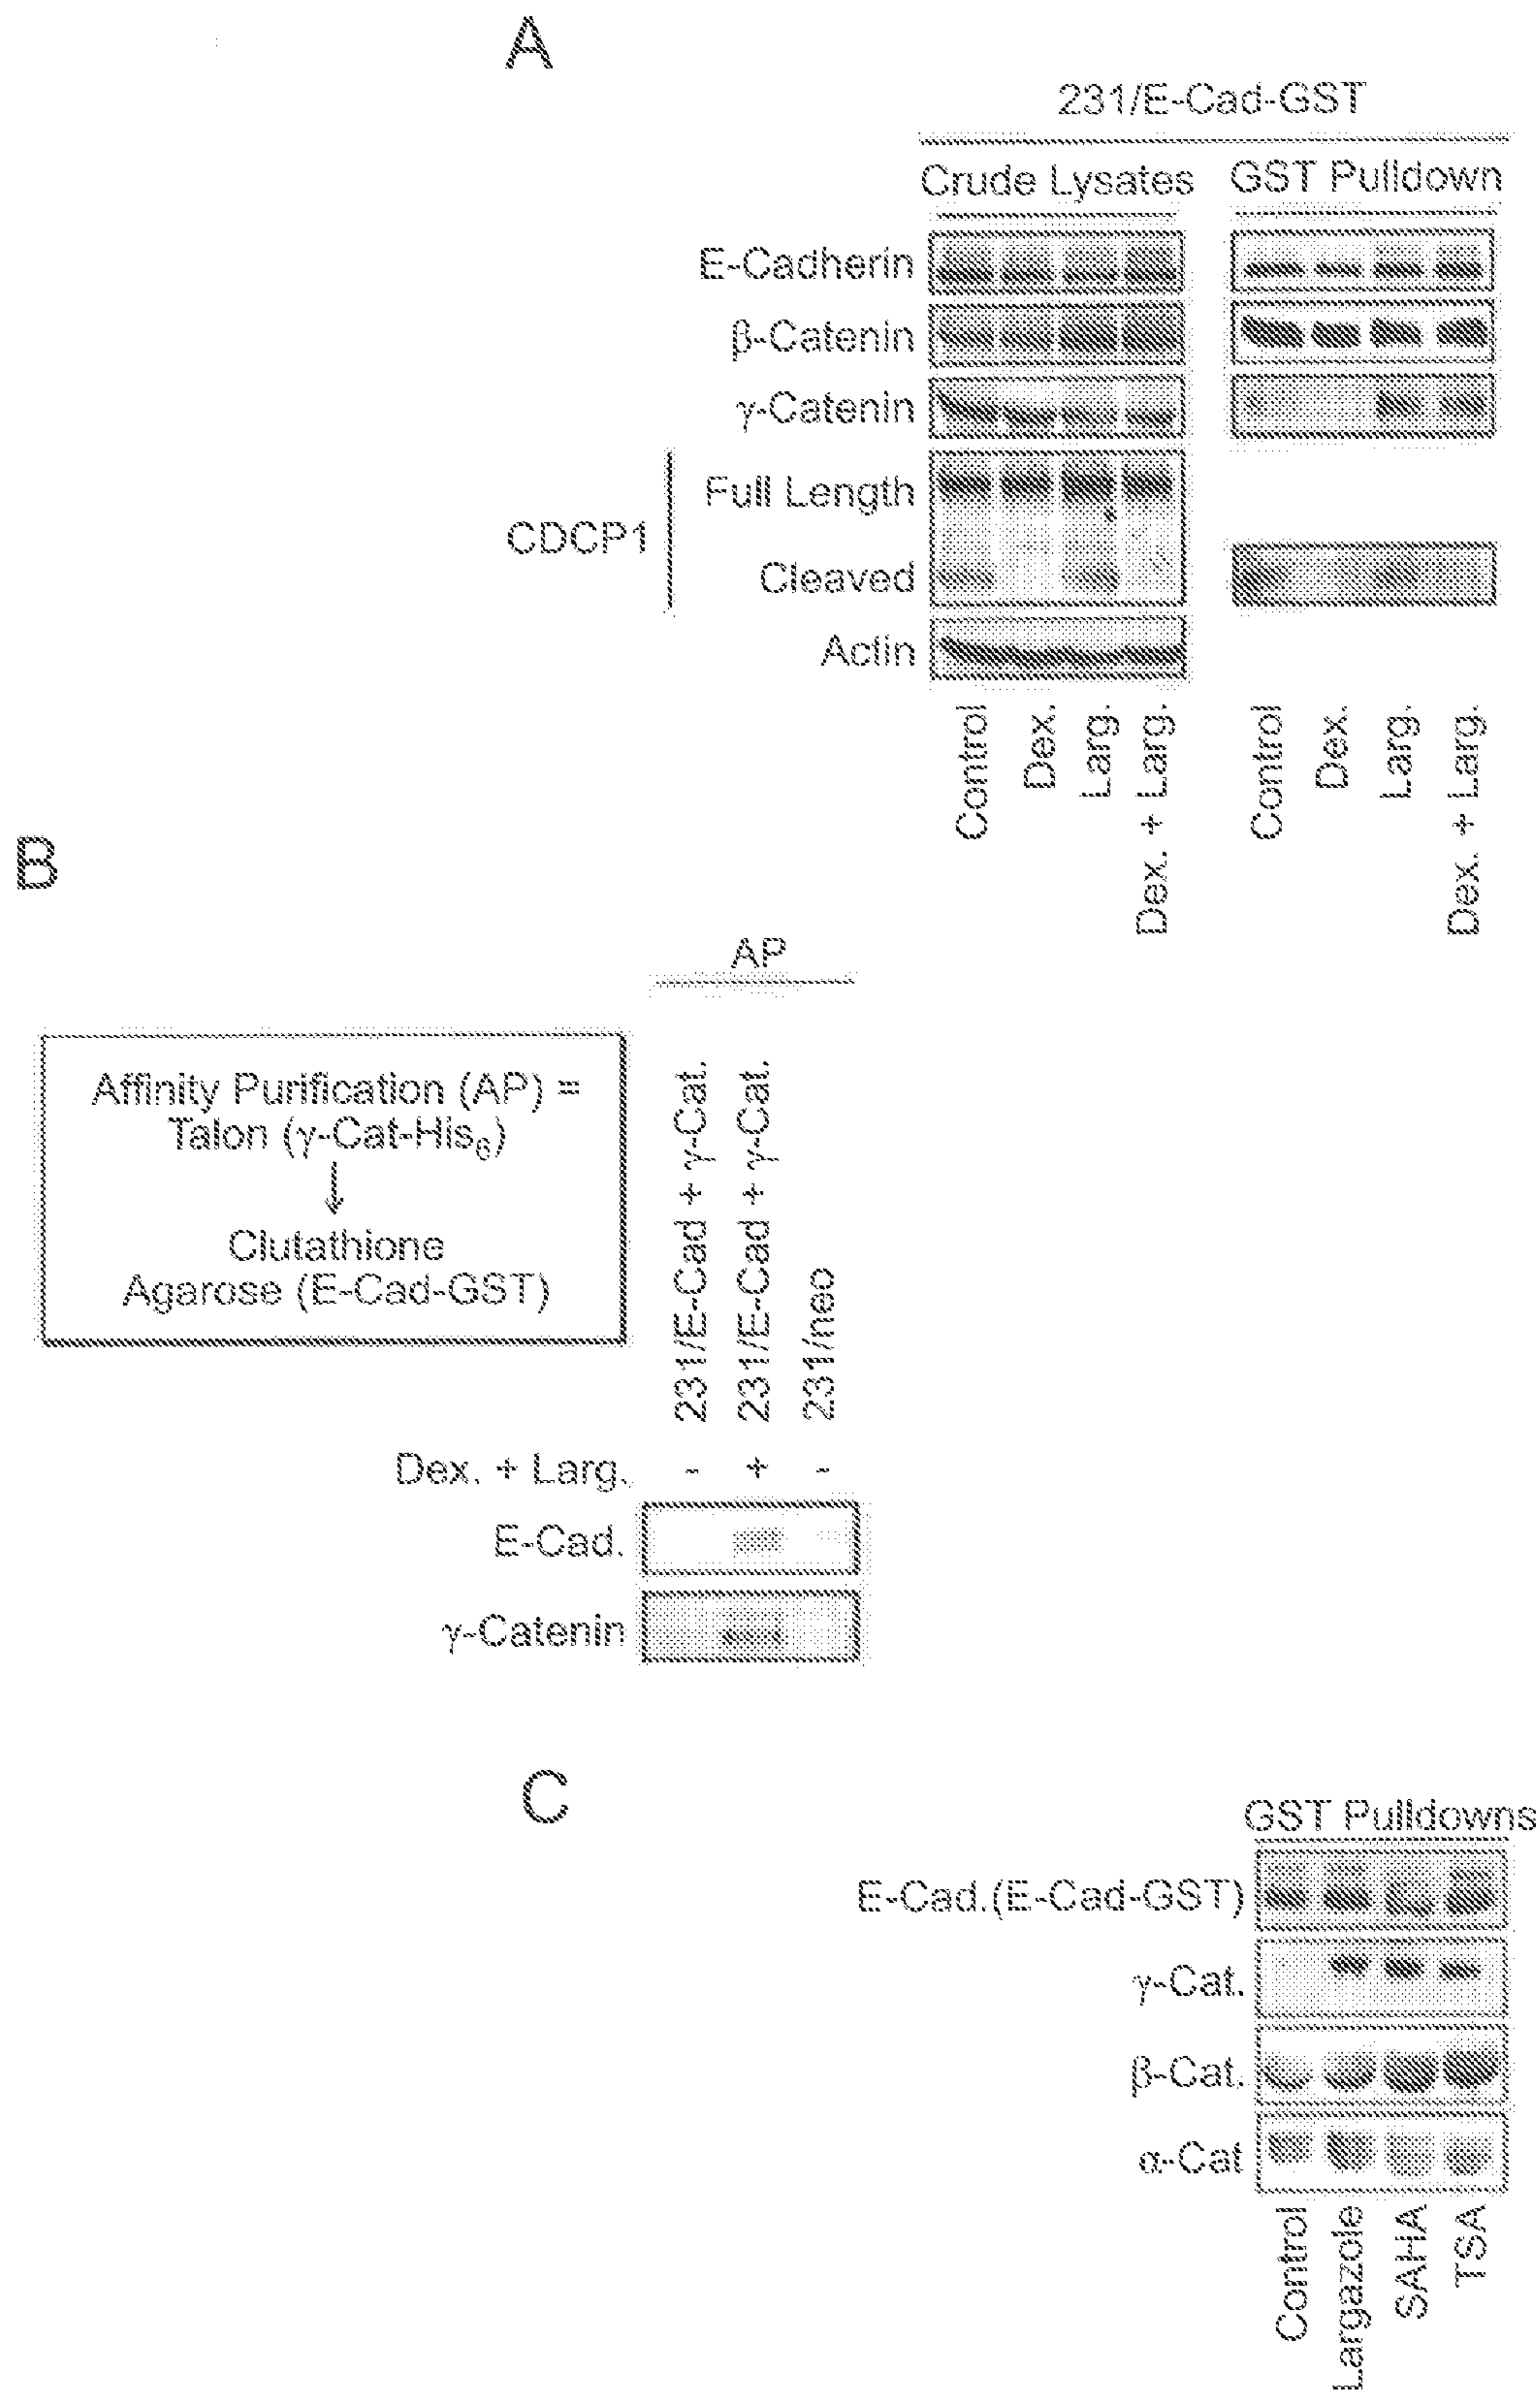 A
231/E-Cad-GST
Crude Lysates GST Pulldown
E-Cadherin
β-Catenin
γ-Catenin
Full Length
CDCP1
Cleaved
Actin
Control Dex. Larg. Dex. + Larg. Control Dex. Larg. Dex. + Larg.
B
AP
Affinity Purification (AP) =
Talon (γ-Cat-His6)
↓
Clutathione
Agarose (E-Cad-GST)
231/E-Cad + γ-Cat. 231/E-Cad + γ-Cat. 231/neo
Dex. + Larg. - + -
E-Cad.
γ-Catenin
C
GST Pulldowns
E-Cad.(E-Cad-GST)
γ-Cat.
β-Cat.
α-Cat
Control Largazole SAHA TSA